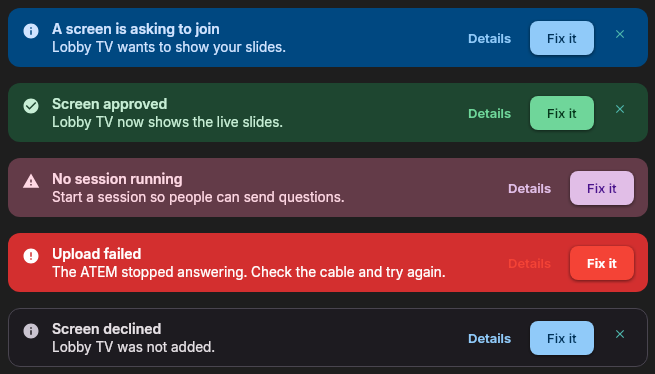 A screen is asking to join
Lobby TV wants to show your slides.
Details
Fix it
Screen approved
Lobby TV now shows the live slides.
Details
Fix it
No session running
Start a session so people can send questions.
Details
Fix it
Upload failed
The ATEM stopped answering. Check the cable and try again.
Details
Fix it
Screen declined
Lobby TV was not added.
Details
Fix it